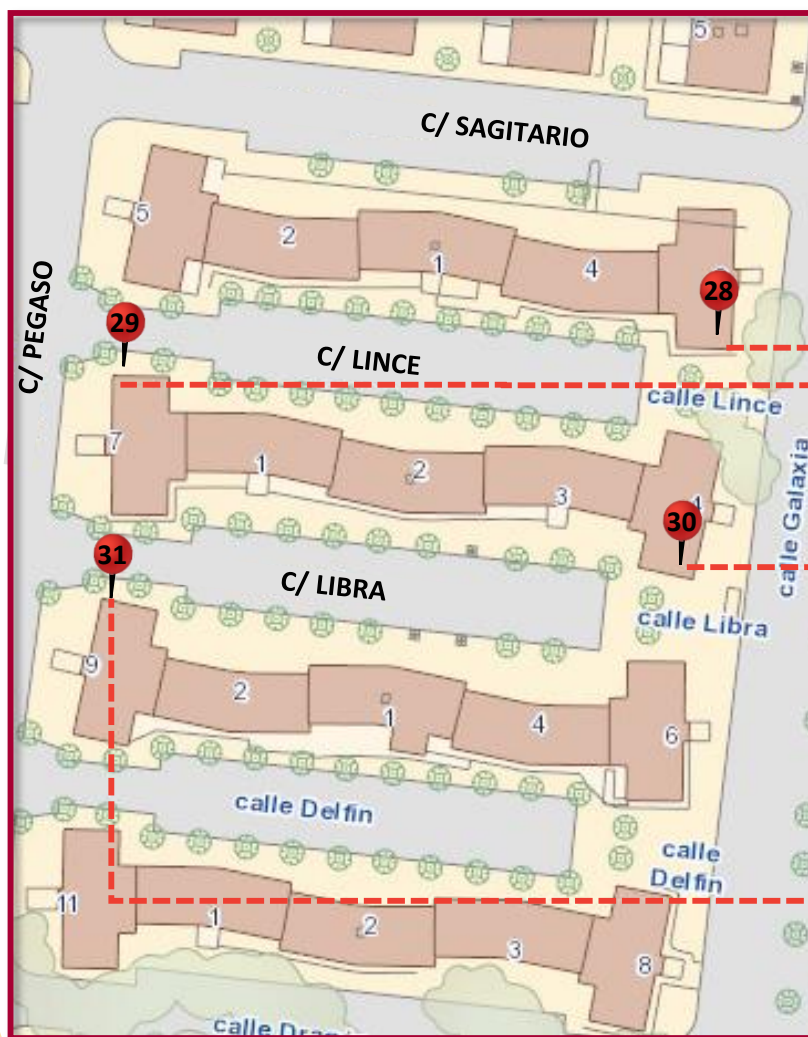 5
C/ SAGITARIO
5
2
1
4
28
C/ PEGASO
29
C/ LINCE
calle Lince
7
1
2
3
30
calle Galaxia
31
C/ LIBRA
calle Libra
9
2
1
4
6
calle Delfin
calle
Delfin
11
1
2
3
8